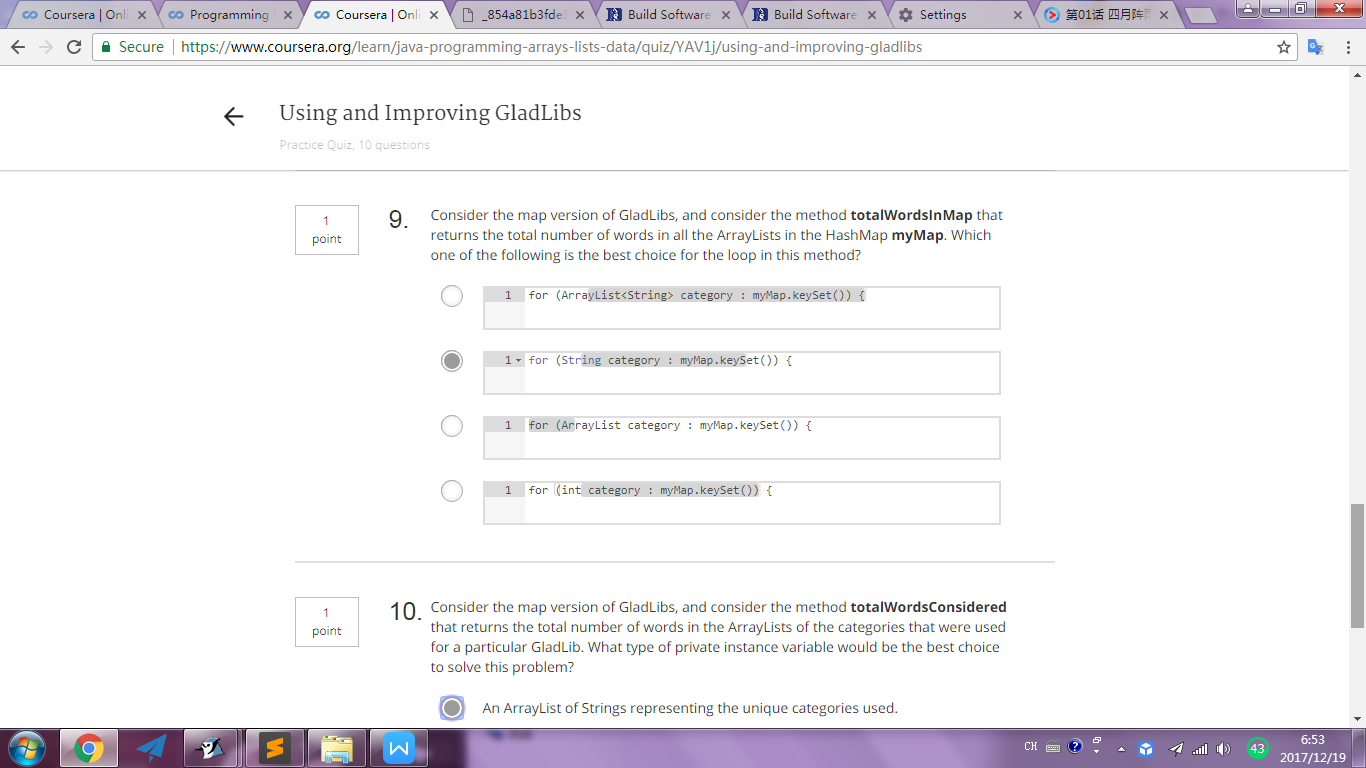 Coursera | Onli
Programming
Coursera | Onli
_854a81b3fde
Build Software
Build Software
Settings
第01话 四月阵
Secure
https://www.coursera.org/learn/java-programming-arrays-lists-data/quiz/YAV1j/using-and-improving-gladlibs
Using and Improving GladLibs
Practice Quiz, 10 questions
1
point
9.
Consider the map version of GladLibs, and consider the method totalWordsInMap that
returns the total number of words in all the ArrayLists in the HashMap myMap. Which
one of the following is the best choice for the loop in this method?
1 for (ArrayList<String> category : myMap.keySet()) {
1 for (String category : myMap.keySet()) {
1 for (ArrayList category : myMap.keySet()) {
1 for (int category : myMap.keySet()) {
1
point
10.
Consider the map version of GladLibs, and consider the method totalWordsConsidered
that returns the total number of words in the ArrayLists of the categories that were used
for a particular GladLib. What type of private instance variable would be the best choice
to solve this problem?
An ArrayList of Strings representing the unique categories used.
CH
43
6:53
2017/12/19